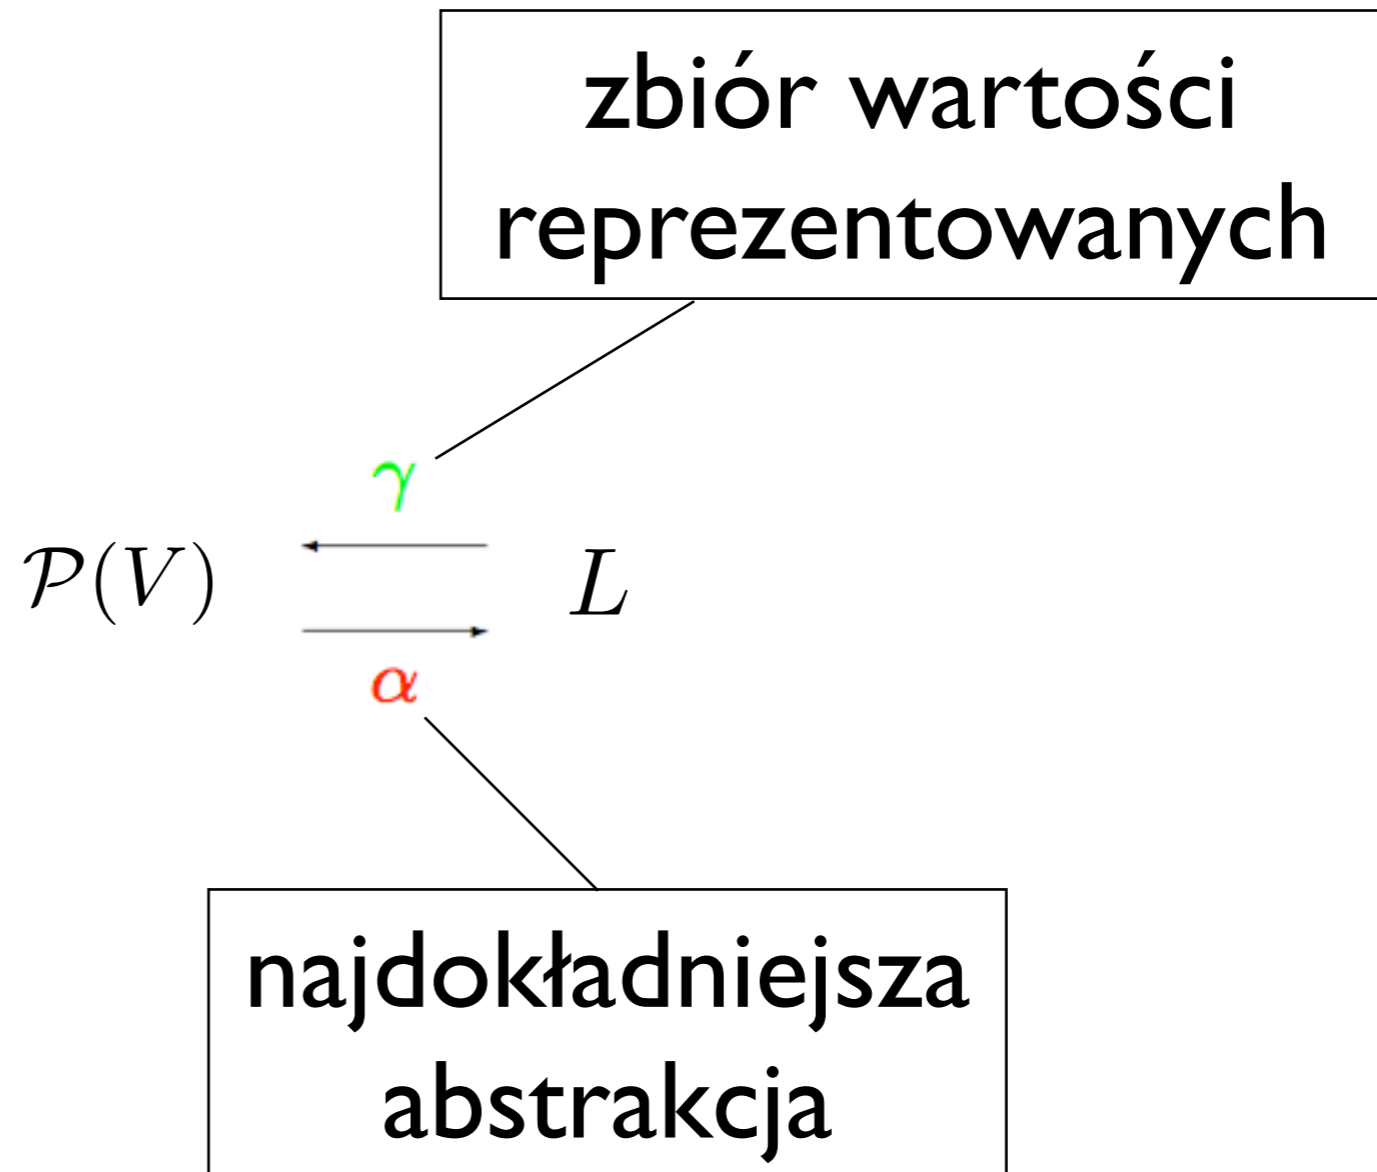 zbiór wartości
reprezentowanych
γ
𝒫(V) L
α
najdokładniejsza
abstrakcja